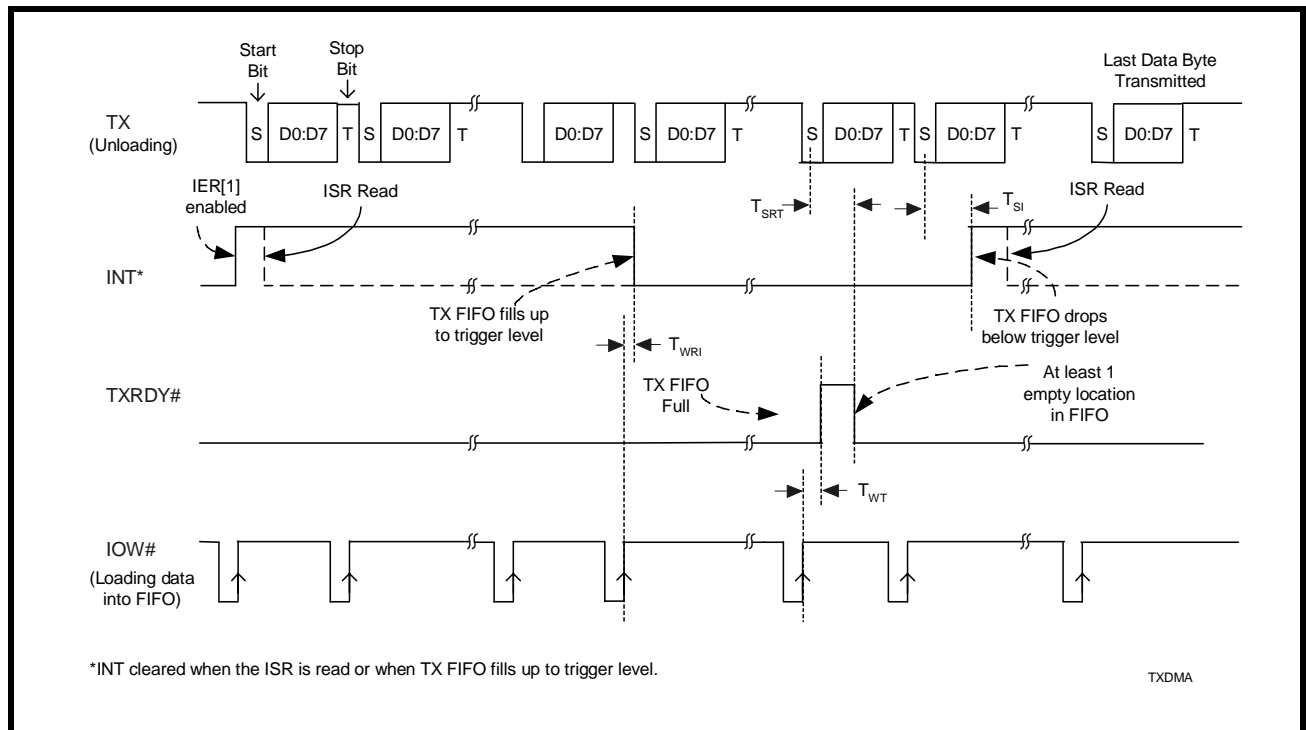 Start
Bit
Stop
Bit
Last Data Byte
Transmitted
TX
(Unloading)
S D0:D7 T S D0:D7 T D0:D7 S D0:D7 T S D0:D7 T S D0:D7 T S D0:D7 T
IER[1]
enabled
ISR Read
TSRT
TSI
ISR Read
INT*
TX FIFO fills up
to trigger level
TX FIFO drops
below trigger level
TWRI
TXRDY#
TX FIFO
Full
At least 1
empty location
in FIFO
TWT
IOW#
(Loading data
into FIFO)
*INT cleared when the ISR is read or when TX FIFO fills up to trigger level.
TXDMA